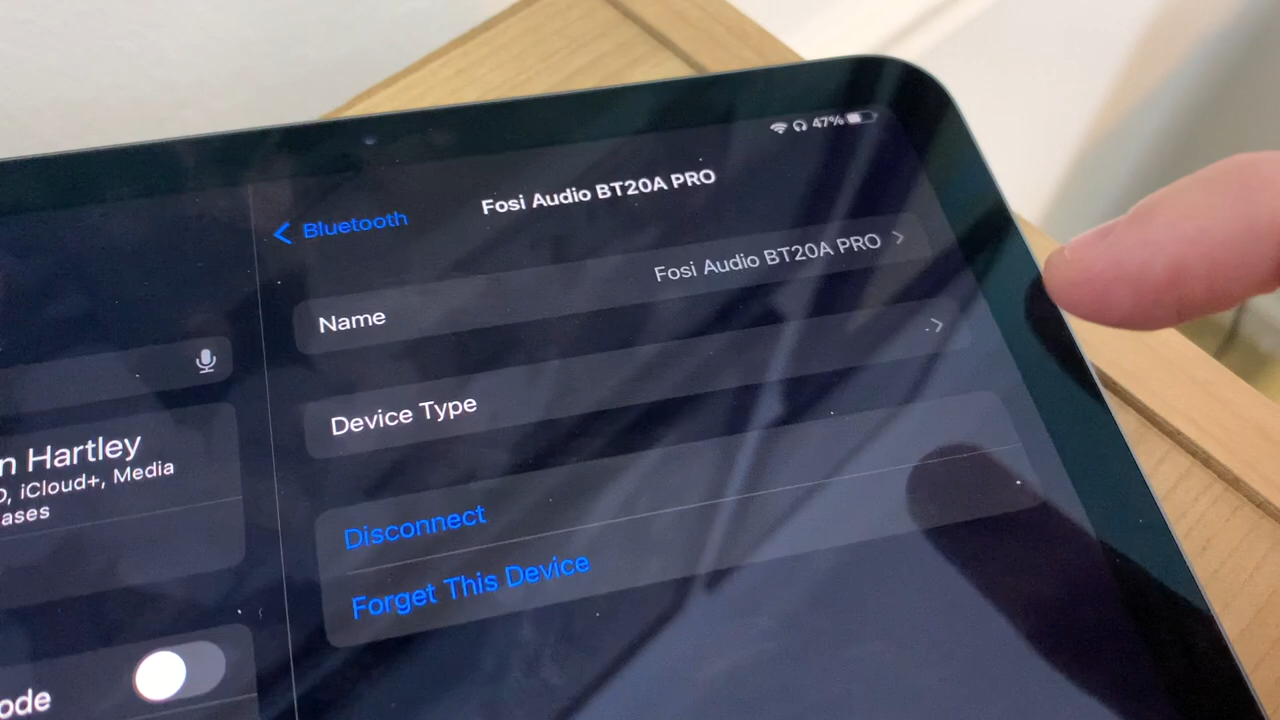 47%
Fosi Audio BT20A PRO
Bluetooth
Name Fosi Audio BT20A PRO
Device Type
Disconnect
Forget This Device
n Hartley
, iCloud+, Media
ases
ode